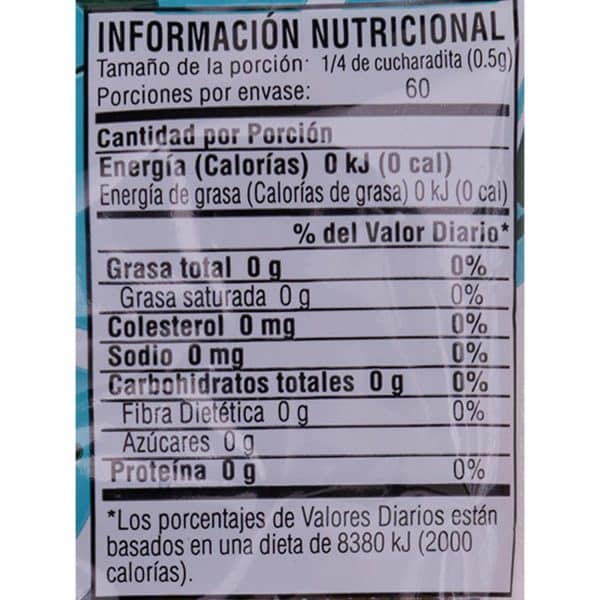 INFORMACIÓN NUTRICIONAL
Tamaño de la porción: 1/4 de cucharadita (0.5g)
Porciones por envase: 60
Cantidad por Porción
Energía (Calorías) 0 kJ (0 cal)
Energía de grasa (Calorías de grasa) 0 kJ (0 cal)
% del Valor Diario*
Grasa total 0 g 0%
Grasa saturada 0 g 0%
Colesterol 0 mg 0%
Sodio 0 mg 0%
Carbohidratos totales 0 g 0%
Fibra Dietética 0 g 0%
Azúcares 0 g
Proteína 0 g 0%
*Los porcentajes de Valores Diarios están
basados en una dieta de 8380 kJ (2000
calorías).